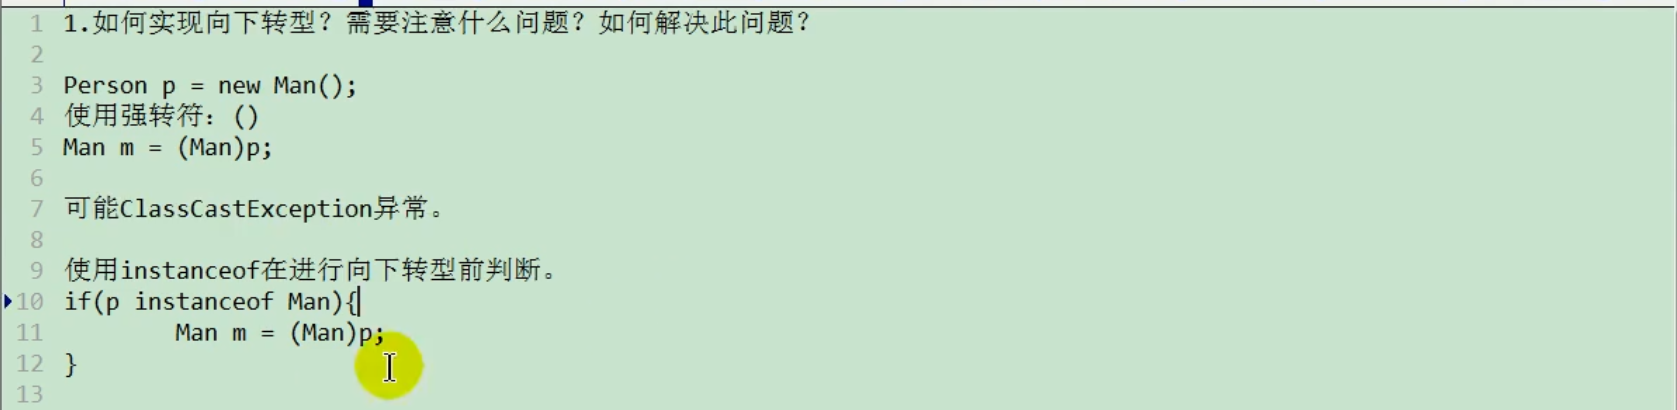 1 1.如何实现向下转型？需要注意什么问题？如何解决此问题？
2
3 Person p = new Man();
4 使用强转符：()
5 Man m = (Man)p;
6
7 可能ClassCastException异常。
8
9 使用instanceof在进行向下转型前判断。
10 if(p instanceof Man){
11 Man m = (Man)p;
12 }
13